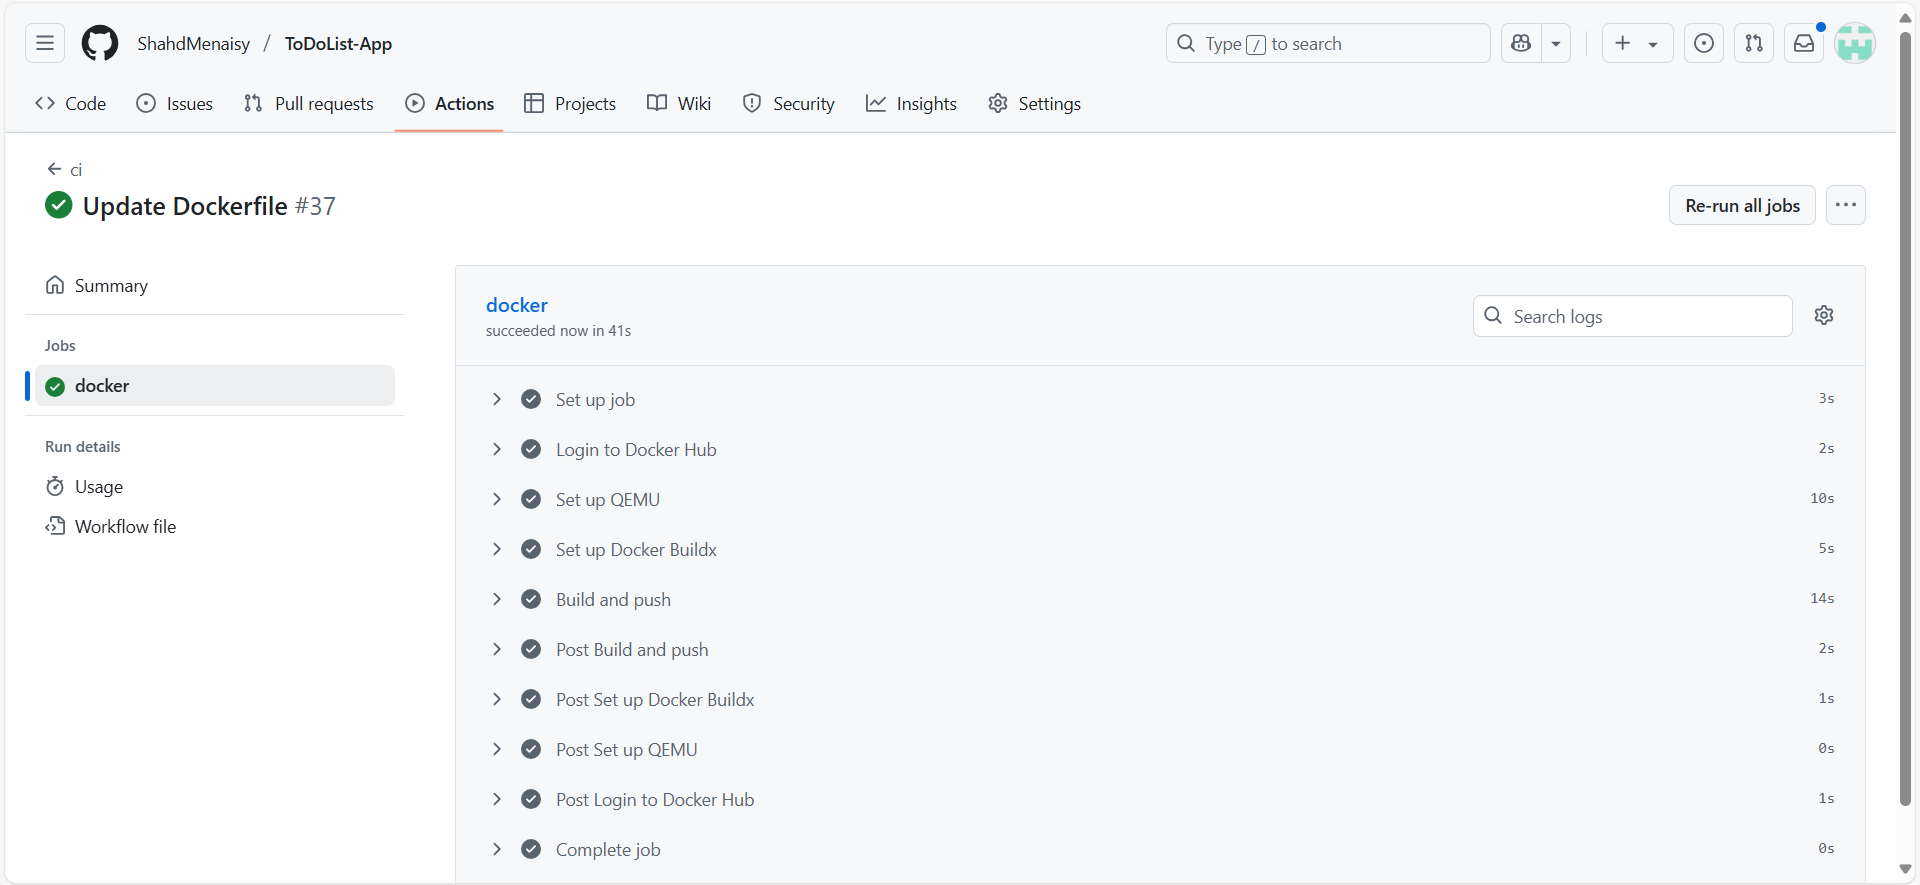 ShahdMenaisy / ToDoList-App
Type / to search
Code Issues Pull requests Actions Projects Wiki Security Insights Settings
ci
Update Dockerfile #37
Re-run all jobs
Summary
Jobs
docker
Run details
Usage
Workflow file
docker
succeeded now in 41s
Search logs
Set up job 3s
Login to Docker Hub 2s
Set up QEMU 10s
Set up Docker Buildx 5s
Build and push 14s
Post Build and push 2s
Post Set up Docker Buildx 1s
Post Set up QEMU 0s
Post Login to Docker Hub 1s
Complete job 0s